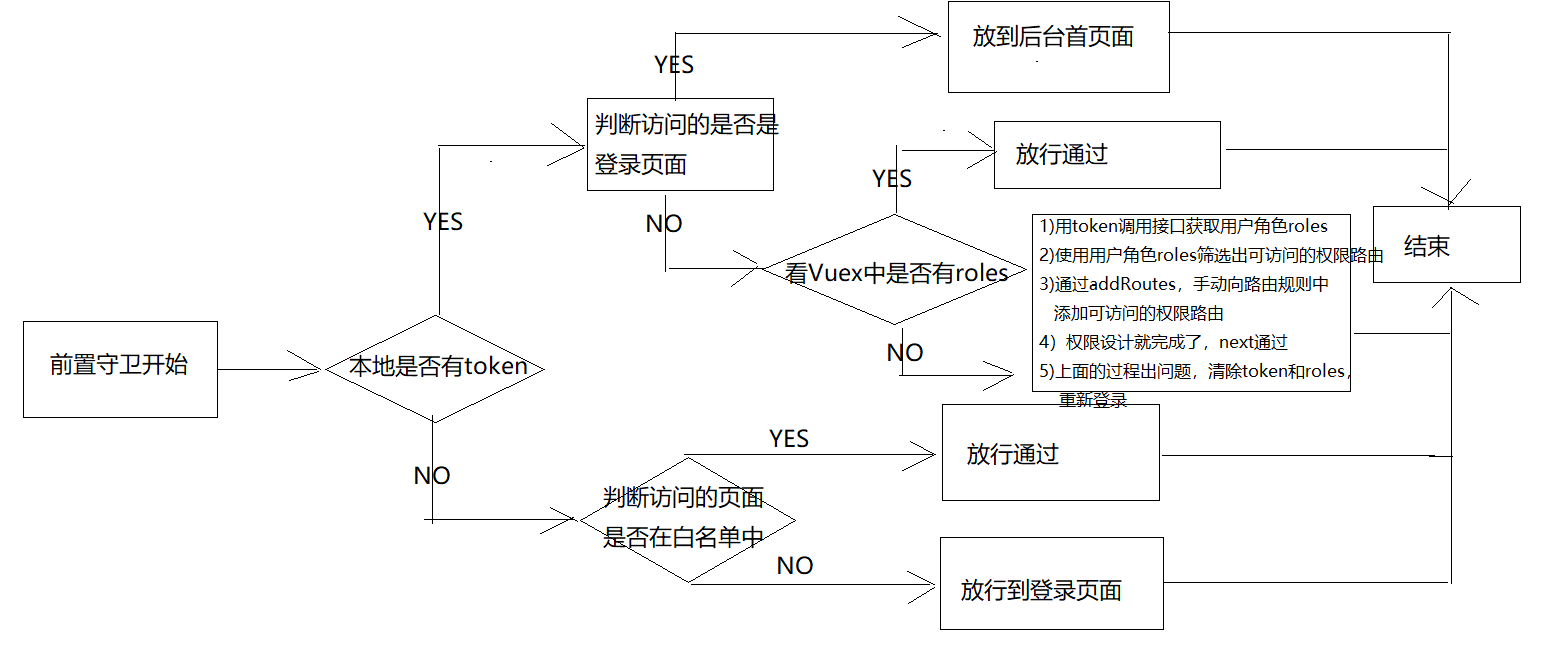 放到后台首页面
YES
判断访问的是否是
登录页面
放行通过
YES
YES
NO
1)用token调用接口获取用户角色roles
2)使用用户角色roles筛选出可访问的权限路由
3)通过addRoutes，手动向路由规则中
添加可访问的权限路由
4）权限设计就完成了，next通过
5)上面的过程出问题，清除token和roles，
重新登录
结束
看Vuex中是否有roles
NO
前置守卫开始
本地是否有token
NO
YES
判断访问的页面
是否在白名单中
放行通过
NO
放行到登录页面